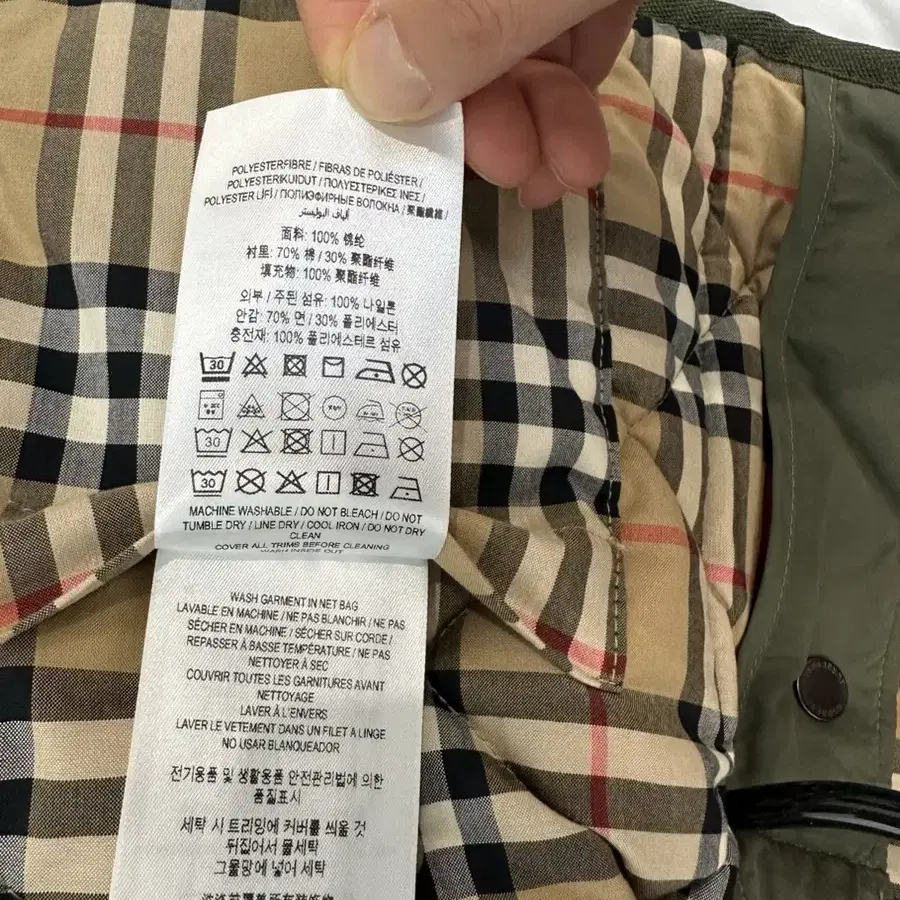 POLYESTERFIBRE / FIBRAS DE POLIÉSTER /
POLYESTERIKUIDUT / ΠΟΛΥΕΣΤΕΡΙΚΕΣ ΙΝΕΣ /
POLYESTER LİFİ / ПОЛИЭФИРНЫЕ ВОЛОКНА / 聚酯纖維 /
ألياف البوليستر
面料: 100% 锦纶
衬里: 70% 棉 / 30% 聚酯纤维
填充物: 100% 聚酯纤维
외부 / 주된 섬유: 100% 나일론
안감: 70% 면 / 30% 폴리에스터
충전재: 100% 폴리에스테르 섬유
30
30
30
MACHINE WASHABLE / DO NOT BLEACH / DO NOT
TUMBLE DRY / LINE DRY / COOL IRON / DO NOT DRY
CLEAN
COVER ALL TRIMS BEFORE CLEANING
WASH INSIDE OUT
WASH GARMENT IN NET BAG
LAVABLE EN MACHINE / NE PAS BLANCHIR / NE PAS
SÉCHER EN MACHINE / SÉCHER SUR CORDE /
REPASSER À BASSE TEMPÉRATURE / NE PAS
NETTOYER À SEC
COUVRIR TOUTES LES GARNITURES AVANT
NETTOYAGE
LAVER À L'ENVERS
LAVER LE VETEMENT DANS UN FILET A LINGE
NO USAR BLANQUEADOR
전기용품 및 생활용품 안전관리법에 의한
품질표시
세탁 시 트리밍에 커버를 씌울 것
뒤집어서 물세탁
그물망에 넣어 세탁